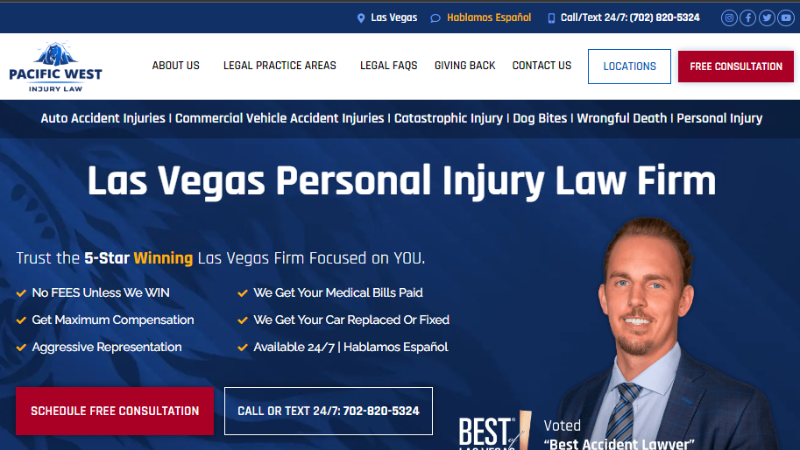 Las Vegas Hablamos Español Call/Text 24/7: (702) 820-5324
PACIFIC WEST
INJURY LAW
ABOUT US LEGAL PRACTICE AREAS LEGAL FAQS GIVING BACK CONTACT US LOCATIONS FREE CONSULTATION
Auto Accident Injuries | Commercial Vehicle Accident Injuries | Catastrophic Injury | Dog Bites | Wrongful Death | Personal Injury
Las Vegas Personal Injury Law Firm
Trust the 5-Star Winning Las Vegas Firm Focused on YOU.
No FEES Unless We WIN We Get Your Medical Bills Paid
Get Maximum Compensation We Get Your Car Replaced Or Fixed
Aggressive Representation Available 24/7 | Hablamos Español
SCHEDULE FREE CONSULTATION CALL OR TEXT 24/7: 702-820-5324
BEST of
LAS VEGAS
Voted
“Best Accident Lawyer”